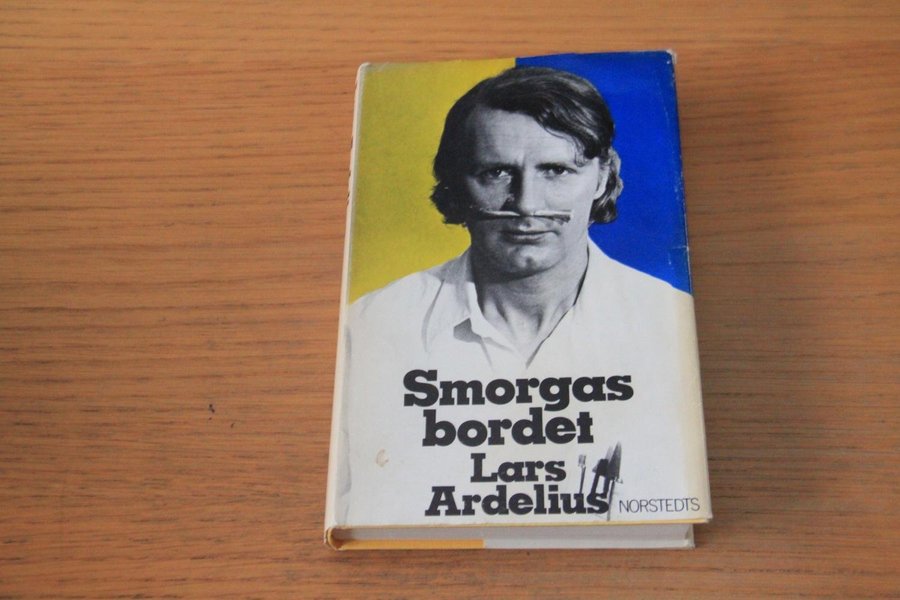 Smorgas
bordet
Lars
Ardelius
NORSTEDTS